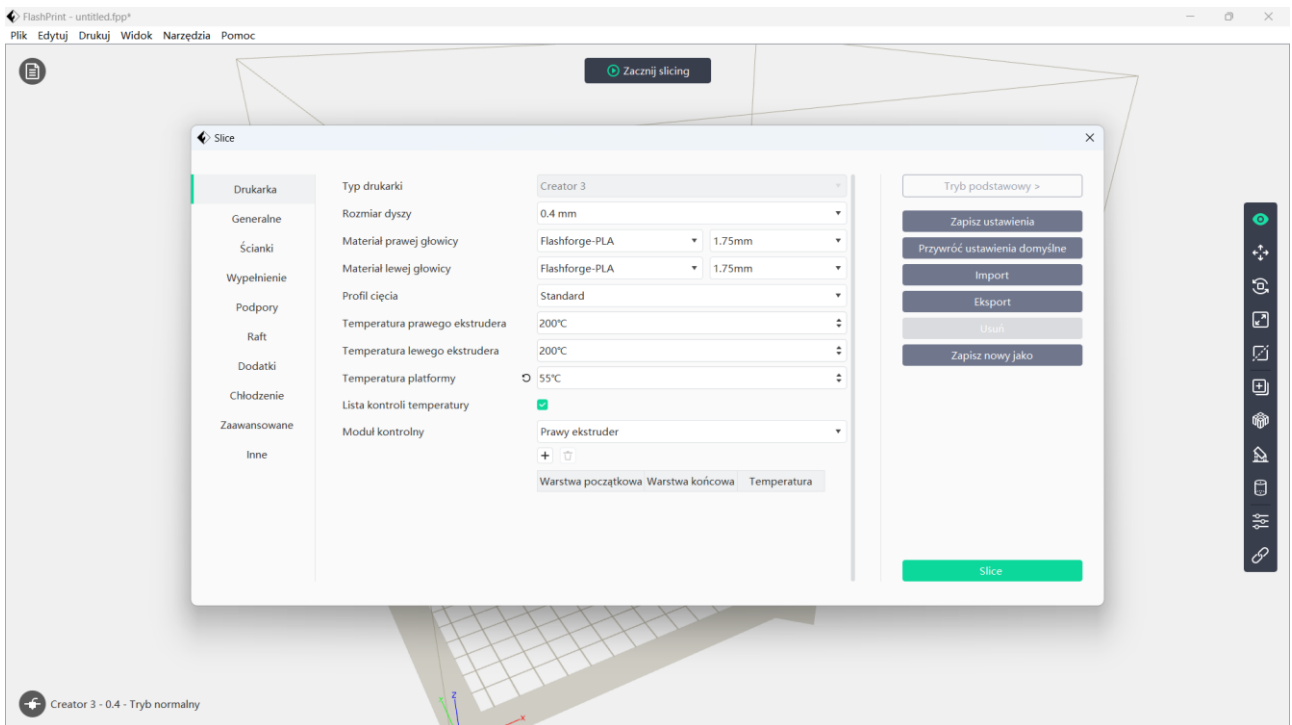 FlashPrint - untitled.fpp*
Plik Edytuj Drukuj Widok Narzędzia Pomoc
Zacznij slicing
Slice
Drukarka
Generalne
Ścianki
Wypełnienie
Podpory
Raft
Dodatki
Chłodzenie
Zaawansowane
Inne
Typ drukarki Creator 3
Rozmiar dyszy 0.4 mm
Materiał prawej głowicy Flashforge-PLA 1.75mm
Materiał lewej głowicy Flashforge-PLA 1.75mm
Profil cięcia Standard
Temperatura prawego ekstrudera 200°C
Temperatura lewego ekstrudera 200°C
Temperatura platformy 55°C
Lista kontroli temperatury
Moduł kontrolny Prawy ekstruder
Warstwa początkowa Warstwa końcowa Temperatura
Tryb podstawowy >
Zapisz ustawienia
Przywróć ustawienia domyślne
Import
Eksport
Usuń
Zapisz nowy jako
Slice
Z
x
Creator 3 - 0.4 - Tryb normalny